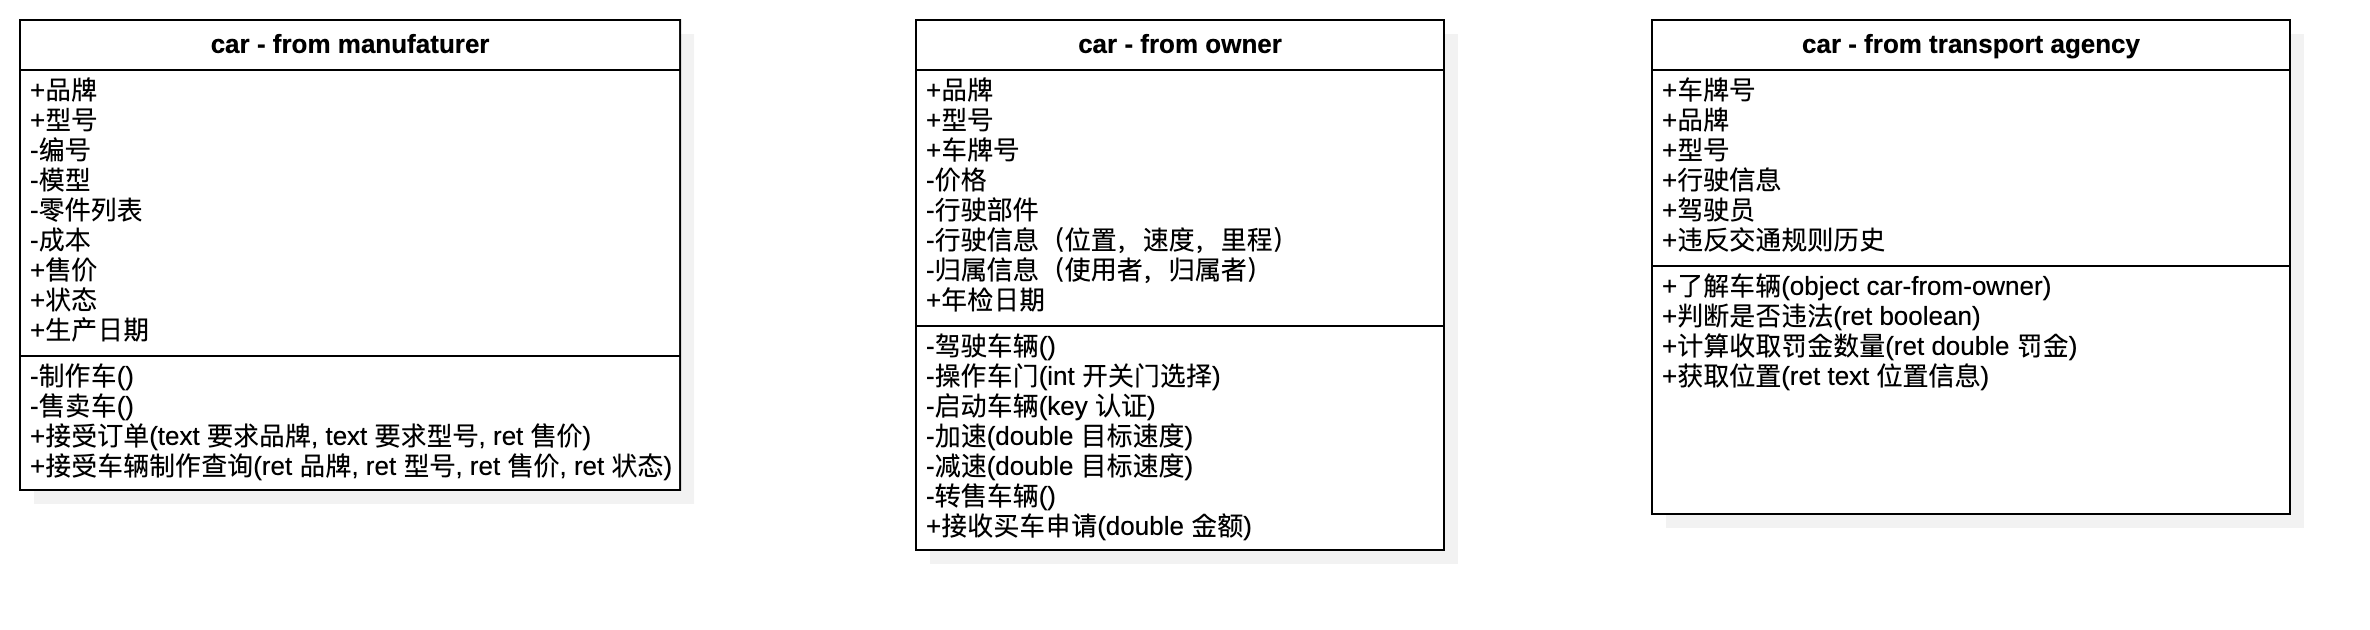 car - from manufaturer
+品牌
+型号
-编号
-模型
-零件列表
-成本
+售价
+状态
+生产日期
-制作车()
-售卖车()
+接受订单(text 要求品牌, text 要求型号, ret 售价)
+接受车辆制作查询(ret 品牌, ret 型号, ret 售价, ret 状态)
car - from owner
+品牌
+型号
+车牌号
-价格
-行驶部件
-行驶信息（位置，速度，里程）
-归属信息（使用者，归属者）
+年检日期
-驾驶车辆()
-操作车门(int 开关门选择)
-启动车辆(key 认证)
-加速(double 目标速度)
-减速(double 目标速度)
-转售车辆()
+接收买车申请(double 金额)
car - from transport agency
+车牌号
+品牌
+型号
+行驶信息
+驾驶员
+违反交通规则历史
+了解车辆(object car-from-owner)
+判断是否违法(ret boolean)
+计算收取罚金数量(ret double 罚金)
+获取位置(ret text 位置信息)